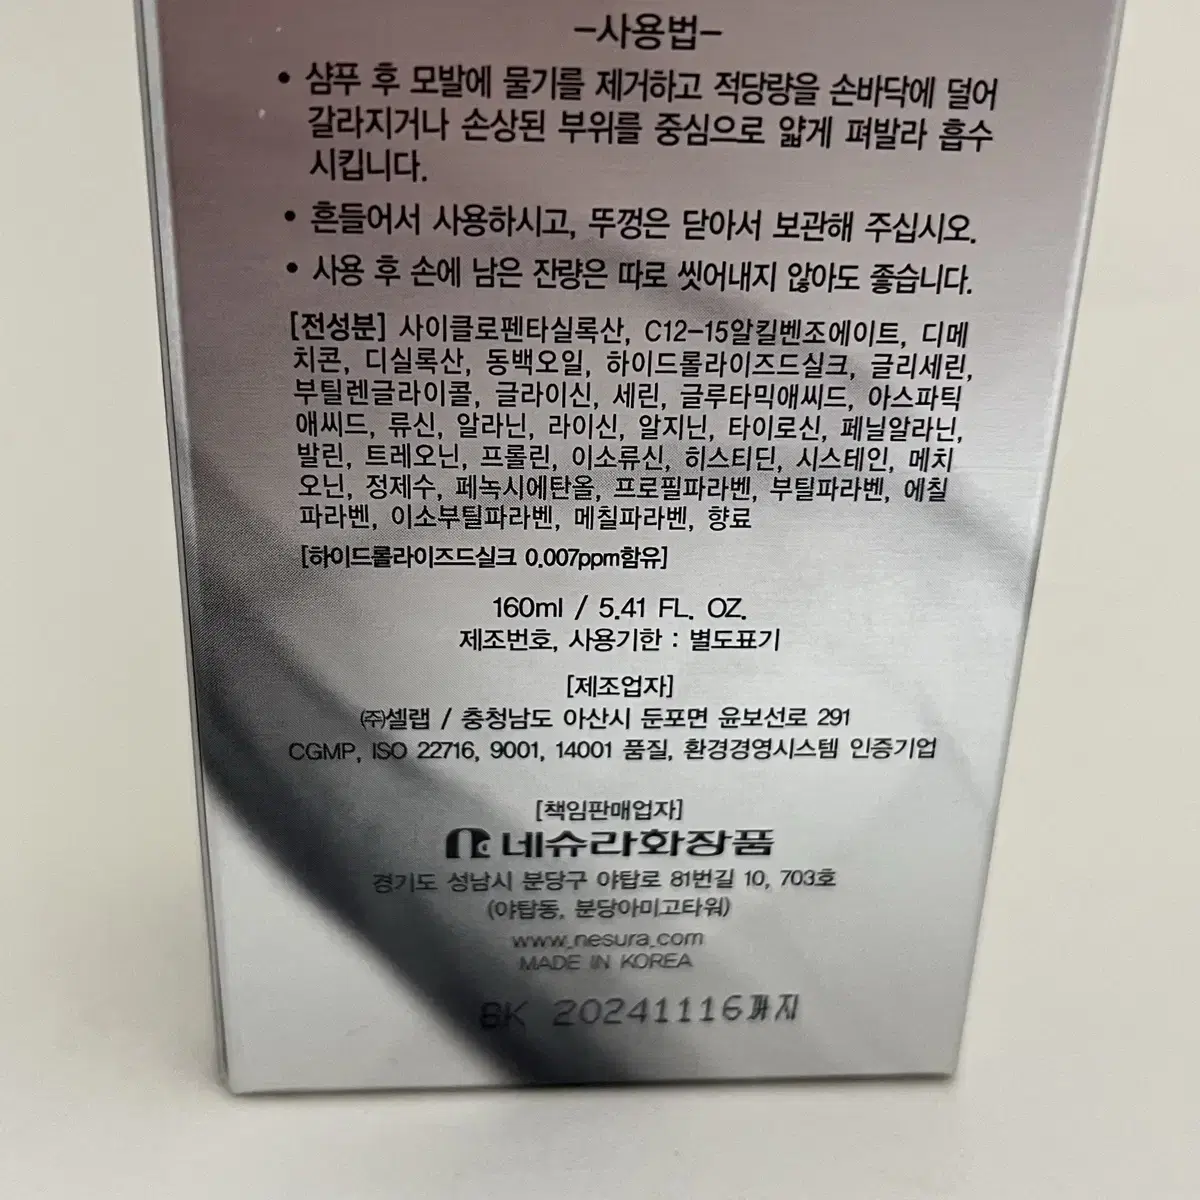 -사용법-
• 샴푸 후 모발에 물기를 제거하고 적당량을 손바닥에 덜어
갈라지거나 손상된 부위를 중심으로 얇게 펴발라 흡수
시킵니다.
• 흔들어서 사용하시고, 뚜껑은 닫아서 보관해 주십시오.
• 사용 후 손에 남은 잔량은 따로 씻어내지 않아도 좋습니다.
[전성분] 사이클로펜타실록산, C12-15알킬벤조에이트, 디메
치콘, 디실록산, 동백오일, 하이드롤라이즈드실크, 글리세린,
부틸렌글라이콜, 글라이신, 세린, 글루타믹애씨드, 아스파틱
애씨드, 류신, 알라닌, 라이신, 알지닌, 타이로신, 페닐알라닌,
발린, 트레오닌, 프롤린, 이소류신, 히스티딘, 시스테인, 메치
오닌, 정제수, 페녹시에탄올, 프로필파라벤, 부틸파라벤, 에칠
파라벤, 이소부틸파라벤, 메칠파라벤, 향료
[하이드롤라이즈드실크 0.007ppm함유]
160ml / 5.41 FL. OZ.
제조번호, 사용기한 : 별도표기
[제조업자]
㈜셀랩 / 충청남도 아산시 둔포면 윤보선로 291
CGMP, ISO 22716, 9001, 14001 품질, 환경경영시스템 인증기업
[책임판매업자]
네슈라화장품
경기도 성남시 분당구 야탑로 81번길 10, 703호
(야탑동, 분당아미고타워)
www.nesura.com
MADE IN KOREA
BK 20241116까지